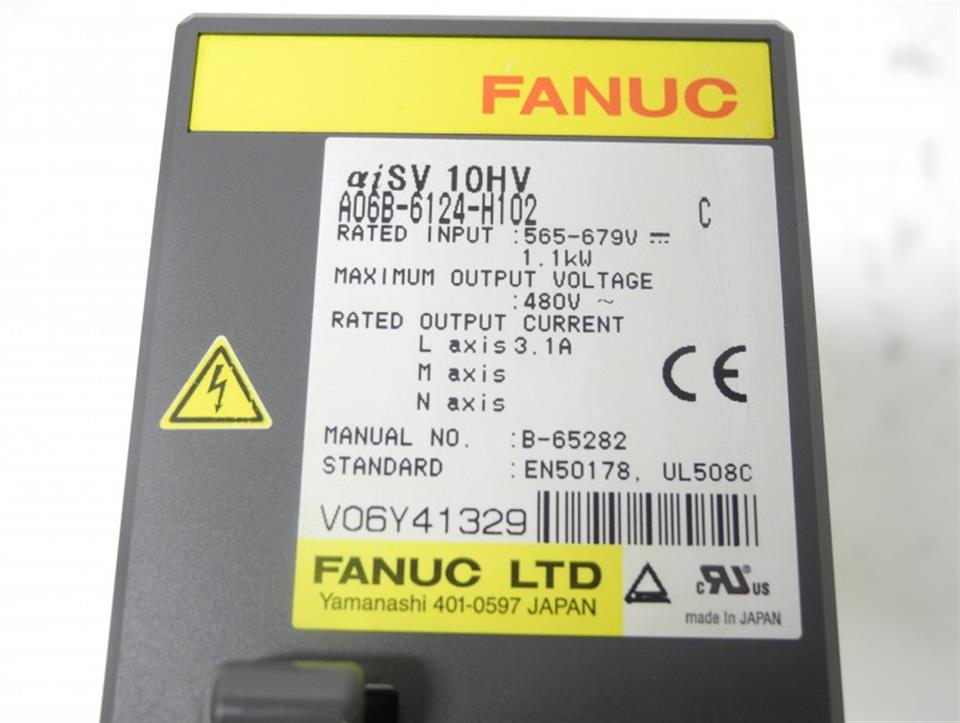 FANUC
αiSV 10HV
A06B-6124-H102 C
RATED INPUT :565-679V ⎓
1.1kW
MAXIMUM OUTPUT VOLTAGE
:480V ~
RATED OUTPUT CURRENT
L axis 3.1A
M axis
N axis
CE
MANUAL NO. :B-65282
STANDARD :EN50178, UL508C
V06Y41329
FANUC LTD
Yamanashi 401-0597 JAPAN
c RU US
made In JAPAN